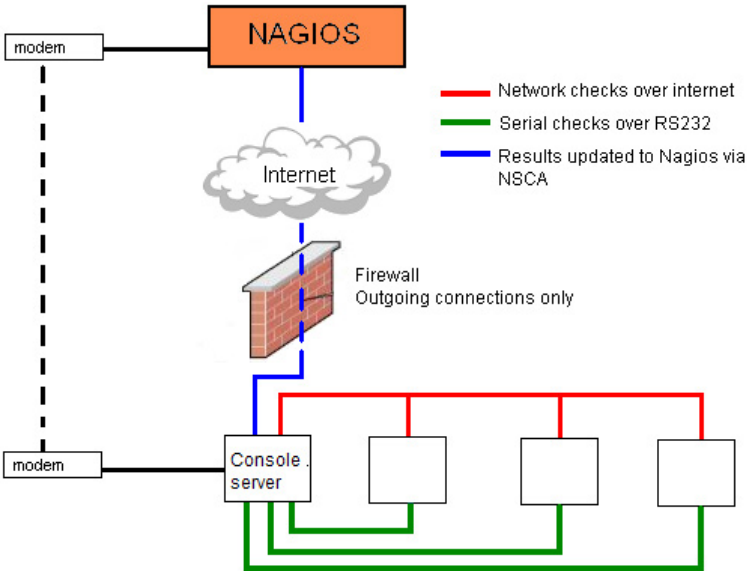 NAGIOS
modem
Network checks over internet
Serial checks over RS232
Results updated to Nagios via
NSCA
Internet
Firewall
Outgoing connections only
modem
Console .
server